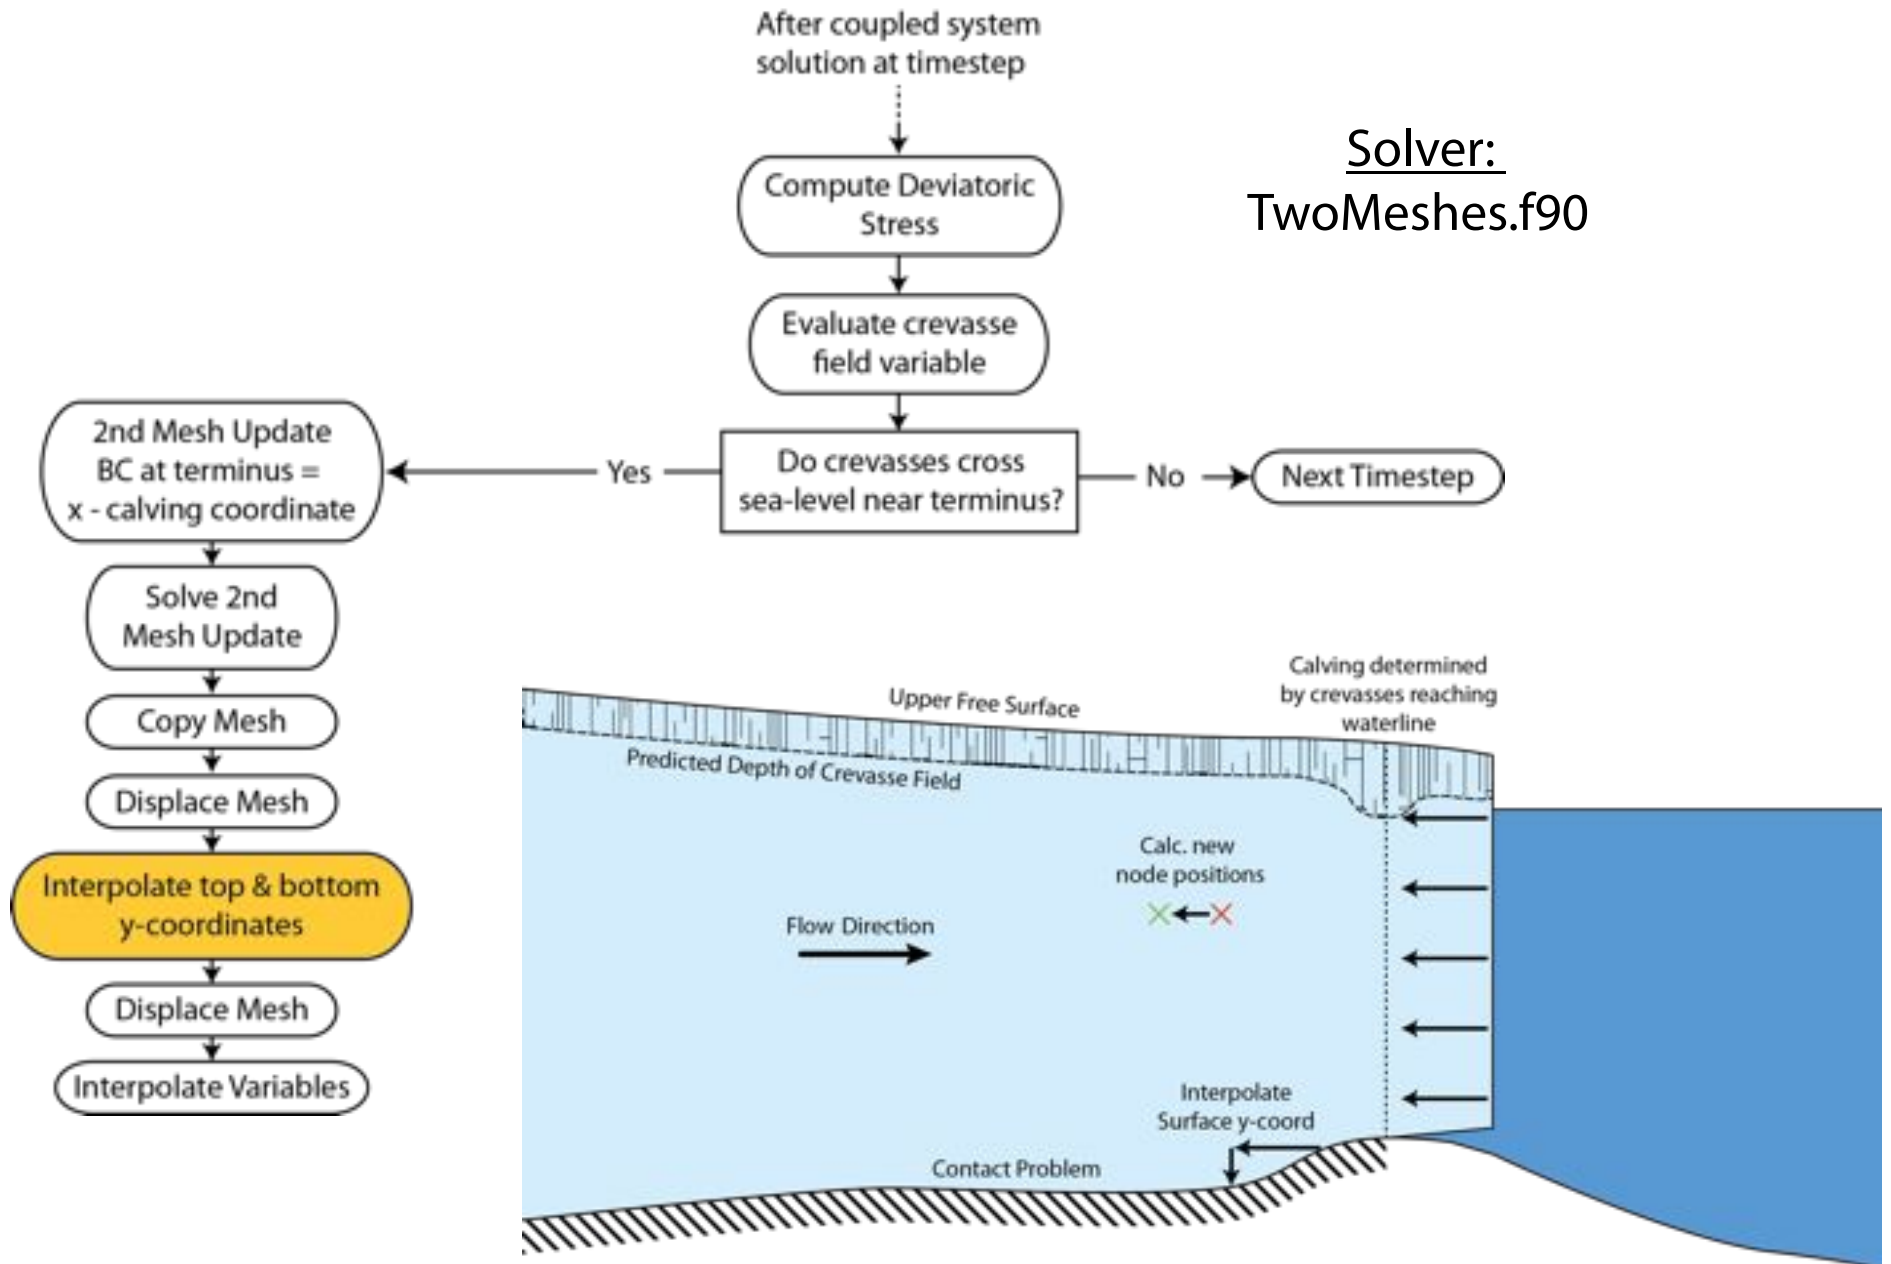 After coupled system
solution at timestep
Solver:
TwoMeshes.f90
Compute Deviatoric
Stress
Evaluate crevasse
field variable
Do crevasses cross
sea-level near terminus?
Yes
No
Next Timestep
2nd Mesh Update
BC at terminus =
x - calving coordinate
Solve 2nd
Mesh Update
Copy Mesh
Displace Mesh
Interpolate top & bottom
y-coordinates
Displace Mesh
Interpolate Variables
Calving determined
by crevasses reaching
waterline
Upper Free Surface
Predicted Depth of Crevasse Field
Calc. new
node positions
Flow Direction
Interpolate
Surface y-coord
Contact Problem